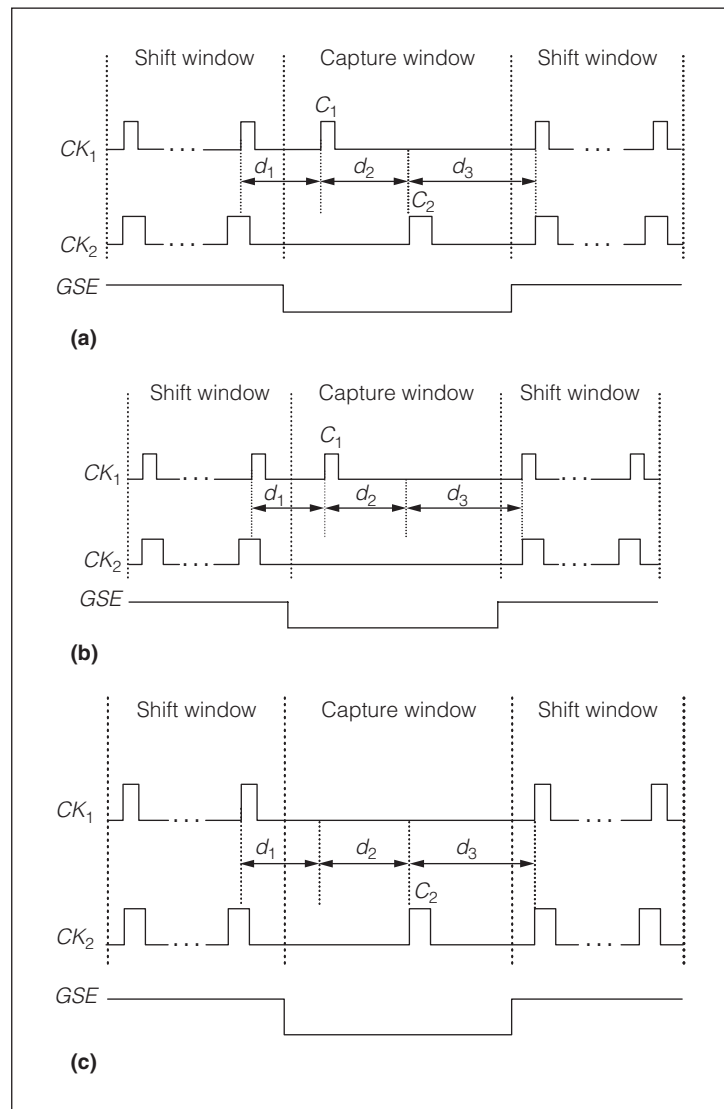 Shift window Capture window Shift window
C1
CK1 . . . . . .
d1 d2 d3
C2
CK2 . . . . . .
GSE
(a)
Shift window Capture window Shift window
C1
CK1 . . . . . .
d1 d2 d3
CK2 . . . . . .
GSE
(b)
Shift window Capture window Shift window
CK1 . . . . . .
d1 d2 d3
C2
CK2 . . . . . .
GSE
(c)